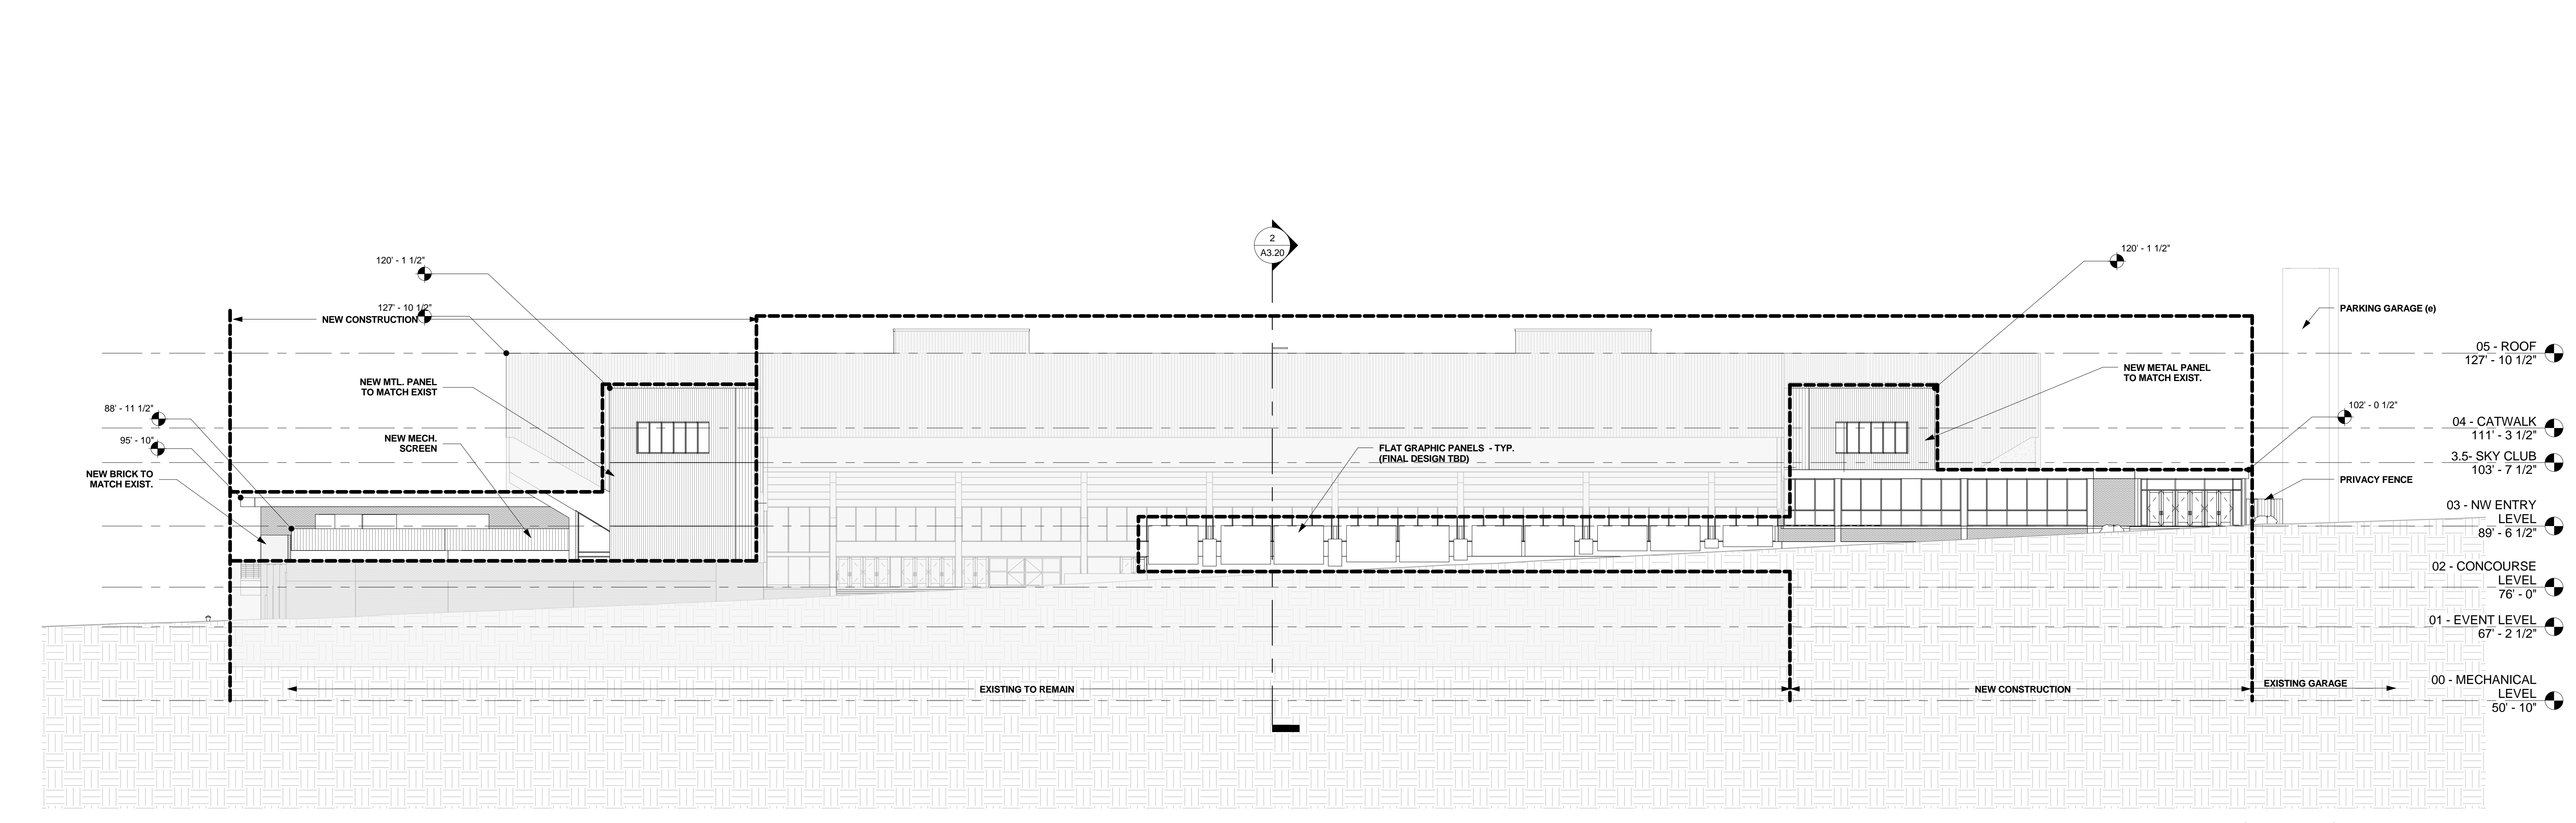 2
A3.20
120' - 1 1/2"
120' - 1 1/2"
127' - 10 1/2"
NEW CONSTRUCTION
PARKING GARAGE (e)
05 - ROOF
127' - 10 1/2"
NEW MTL. PANEL
TO MATCH EXIST
NEW METAL PANEL
TO MATCH EXIST.
88' - 11 1/2"
102' - 0 1/2"
95' - 10"
NEW MECH.
SCREEN
04 - CATWALK
111' - 3 1/2"
FLAT GRAPHIC PANELS - TYP.
(FINAL DESIGN TBD)
3.5- SKY CLUB
103' - 7 1/2"
NEW BRICK TO
MATCH EXIST.
PRIVACY FENCE
03 - NW ENTRY
LEVEL
89' - 6 1/2"
02 - CONCOURSE
LEVEL
76' - 0"
01 - EVENT LEVEL
67' - 2 1/2"
EXISTING TO REMAIN
NEW CONSTRUCTION
EXISTING GARAGE
00 - MECHANICAL
LEVEL
50' - 10"